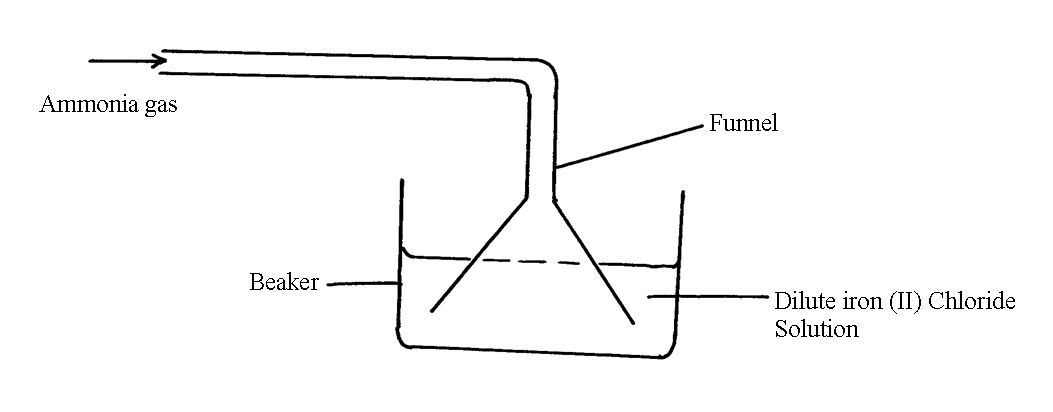 Ammonia gas
Funnel
Beaker
Dilute iron (II) Chloride
Solution